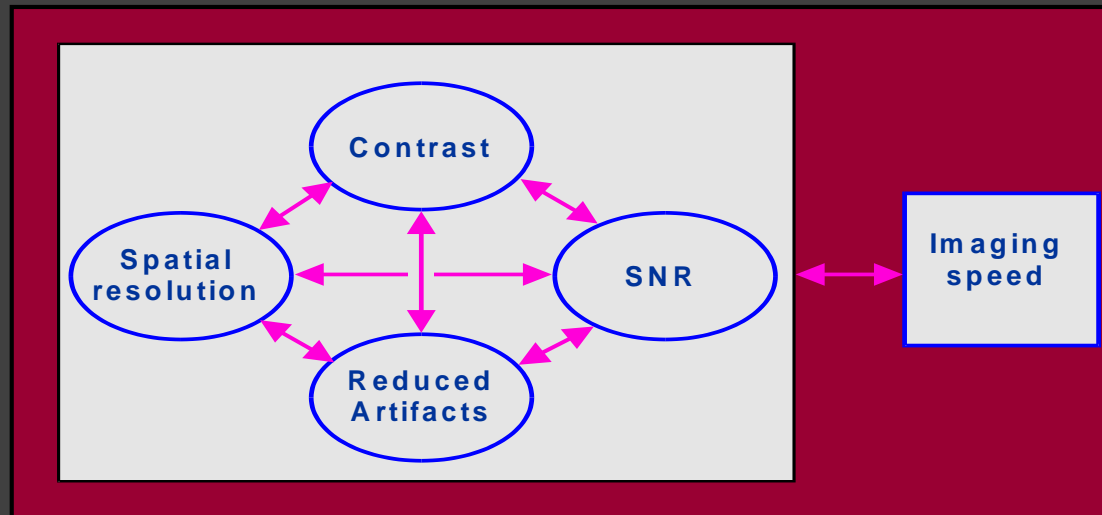 Contrast
Spatial
resolution
SNR
Imaging
speed
Reduced
Artifacts